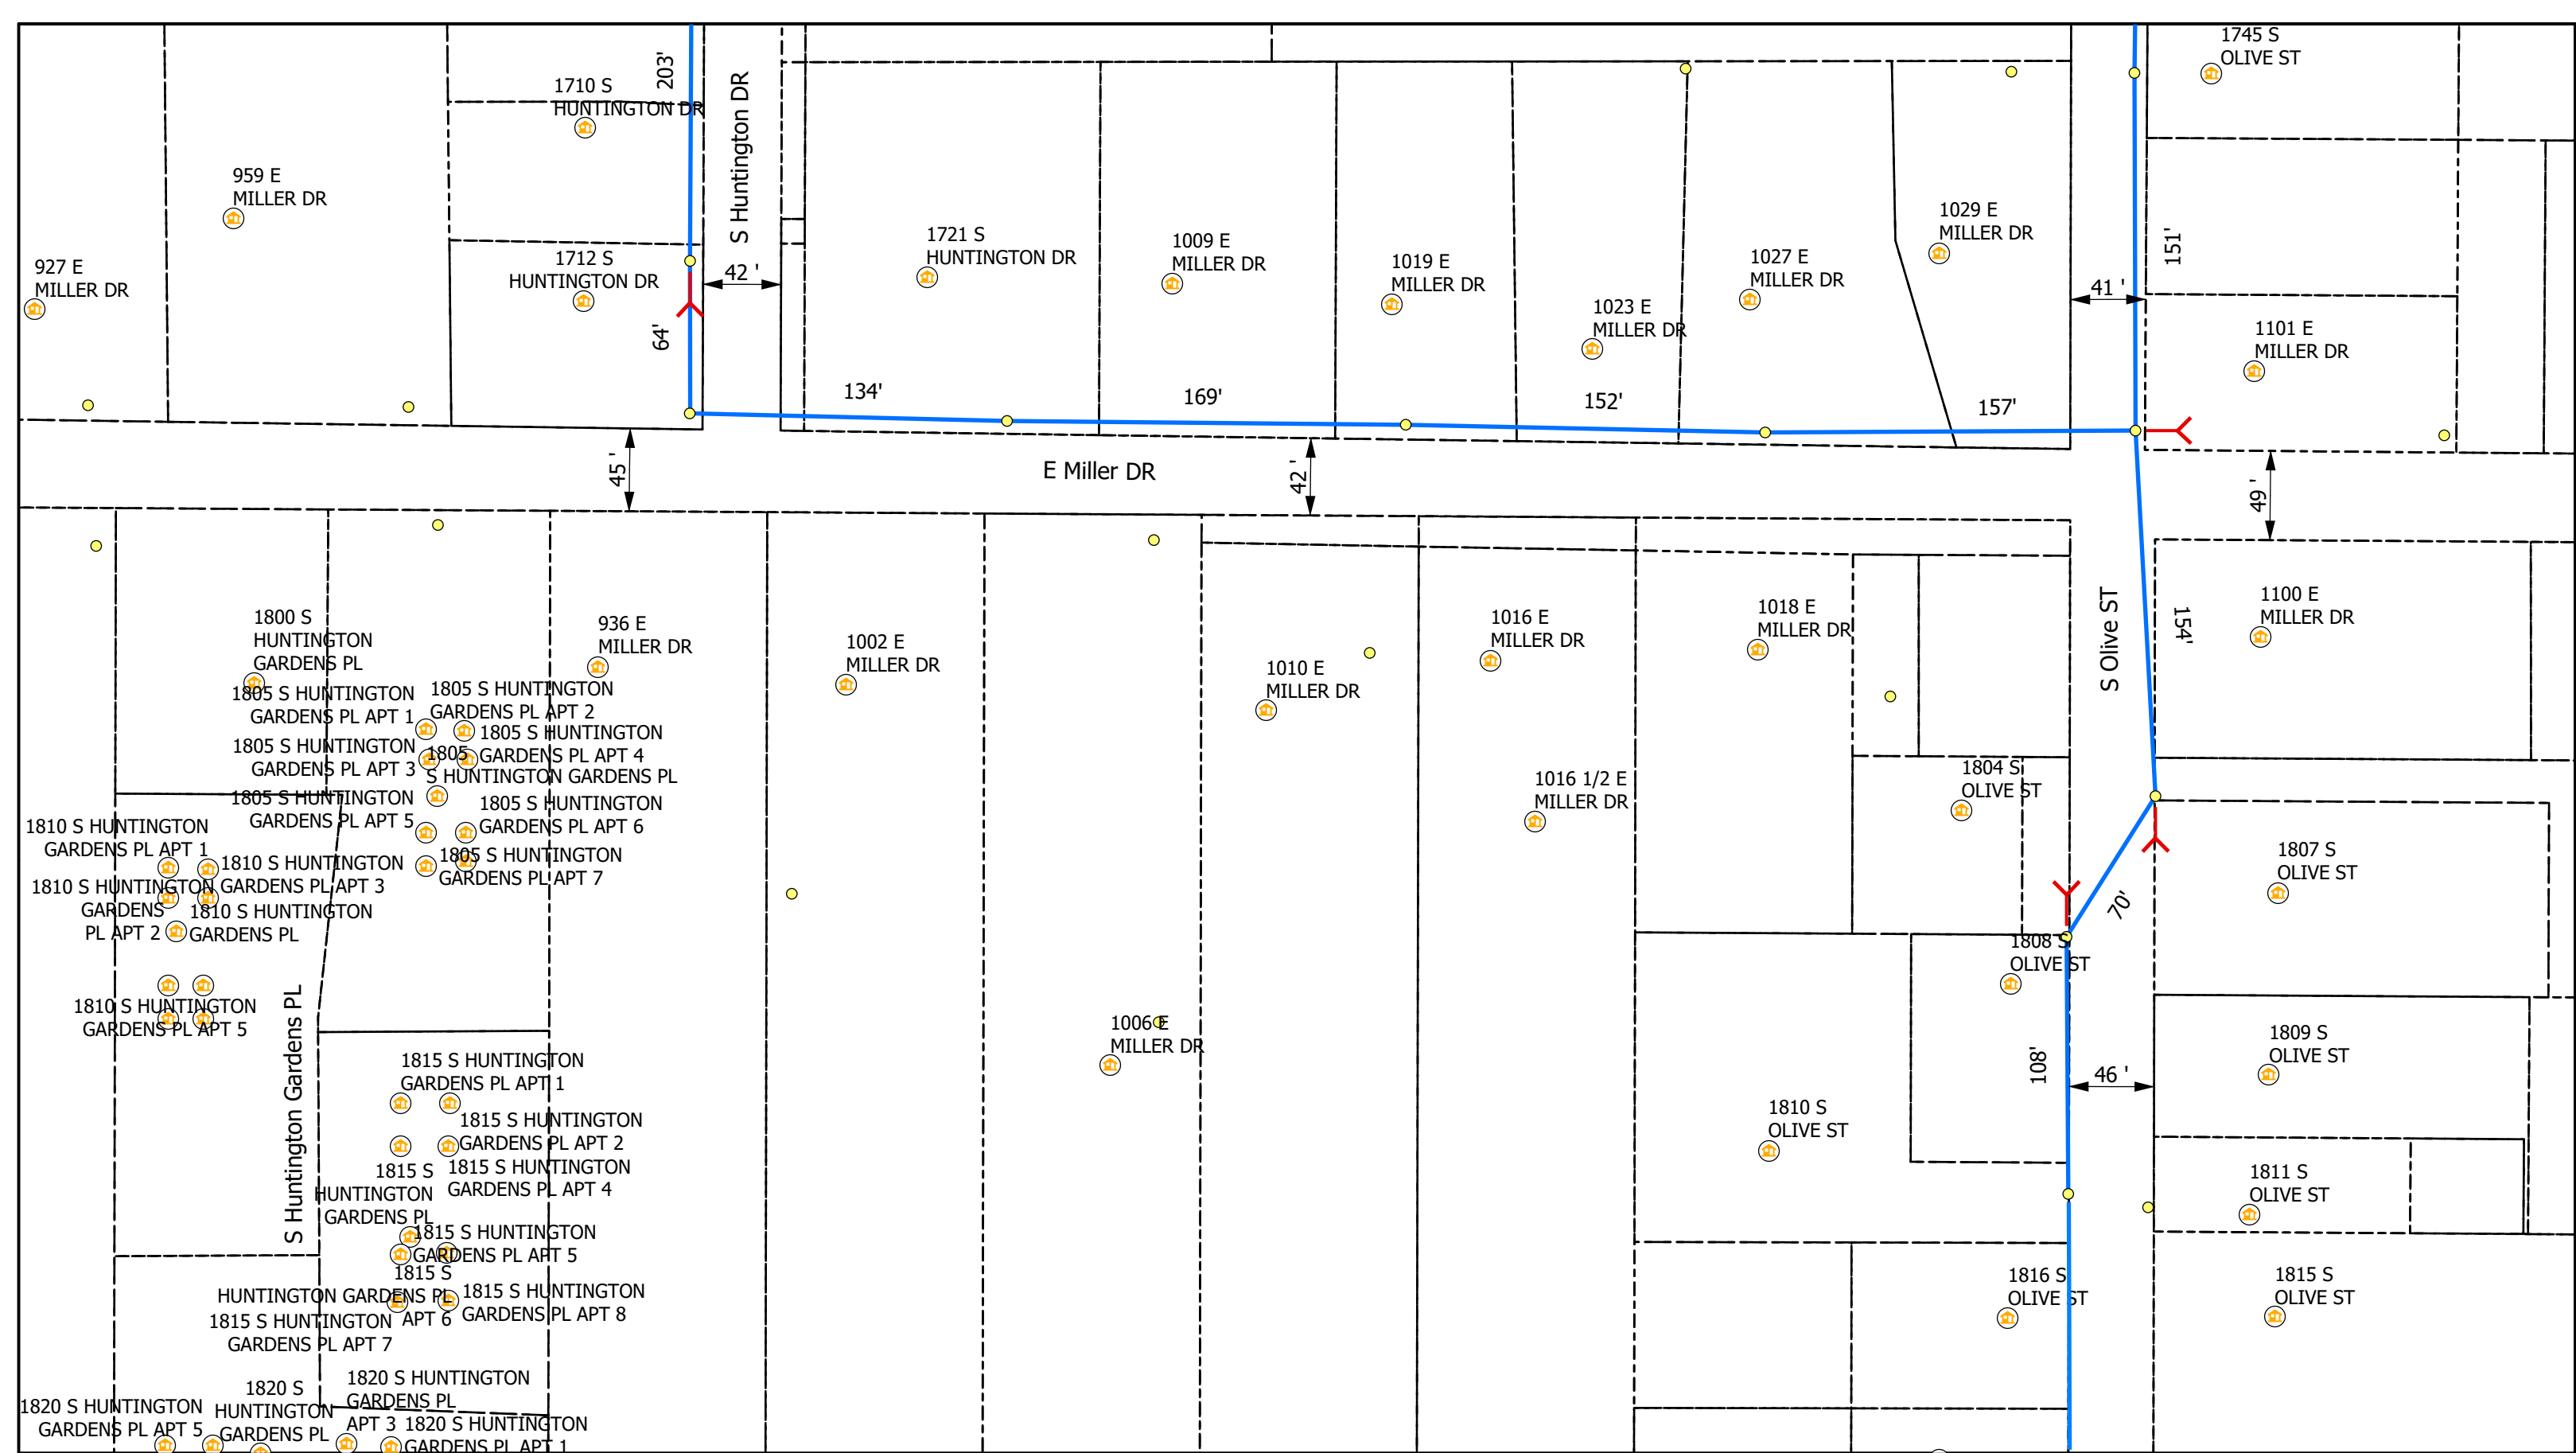 1745 S
OLIVE ST
203'
1710 S
HUNTINGTON DR
S Huntington DR
959 E
MILLER DR
1029 E
MILLER DR
1721 S
HUNTINGTON DR
1009 E
MILLER DR
151'
1712 S
HUNTINGTON DR
1019 E
MILLER DR
1027 E
MILLER DR
927 E
MILLER DR
42 '
41 '
1023 E
MILLER DR
64'
1101 E
MILLER DR
134'
169'
152'
157'
45 '
E Miller DR
42 '
49 '
1800 S
HUNTINGTON
GARDENS PL
936 E
MILLER DR
1002 E
MILLER DR
1010 E
MILLER DR
1016 E
MILLER DR
1018 E
MILLER DR
S Olive ST
154'
1100 E
MILLER DR
1805 S HUNTINGTON
GARDENS PL APT 1
1805 S HUNTINGTON
GARDENS PL APT 2
1805 S HUNTINGTON
GARDENS PL APT 4
1805 S HUNTINGTON
GARDENS PL APT 3
1805
S HUNTINGTON GARDENS PL
1805 S HUNTINGTON
GARDENS PL APT 5
1805 S HUNTINGTON
GARDENS PL APT 6
1016 1/2 E
MILLER DR
1804 S
OLIVE ST
1810 S HUNTINGTON
GARDENS PL APT 1
1805 S HUNTINGTON
GARDENS PL APT 7
1810 S HUNTINGTON
GARDENS PL APT 3
1810 S HUNTINGTON
GARDENS
PL APT 2
1810 S HUNTINGTON
GARDENS PL
1807 S
OLIVE ST
70'
1808 S
OLIVE ST
1810 S HUNTINGTON
GARDENS PL APT 5
S Huntington Gardens PL
1006 E
MILLER DR
108'
46 '
1809 S
OLIVE ST
1815 S HUNTINGTON
GARDENS PL APT 1
1815 S HUNTINGTON
GARDENS PL APT 2
1810 S
OLIVE ST
1815 S
HUNTINGTON
GARDENS PL
1815 S HUNTINGTON
GARDENS PL APT 4
1811 S
OLIVE ST
1815 S HUNTINGTON
GARDENS PL APT 5
1815 S
HUNTINGTON GARDENS PL
APT 6
1815 S HUNTINGTON
GARDENS PL APT 8
1815 S HUNTINGTON
GARDENS PL APT 7
1816 S
OLIVE ST
1815 S
OLIVE ST
1820 S HUNTINGTON
GARDENS PL APT 5
1820 S
HUNTINGTON
GARDENS PL
1820 S HUNTINGTON
GARDENS PL
APT 3
1820 S HUNTINGTON
GARDENS PL APT 1